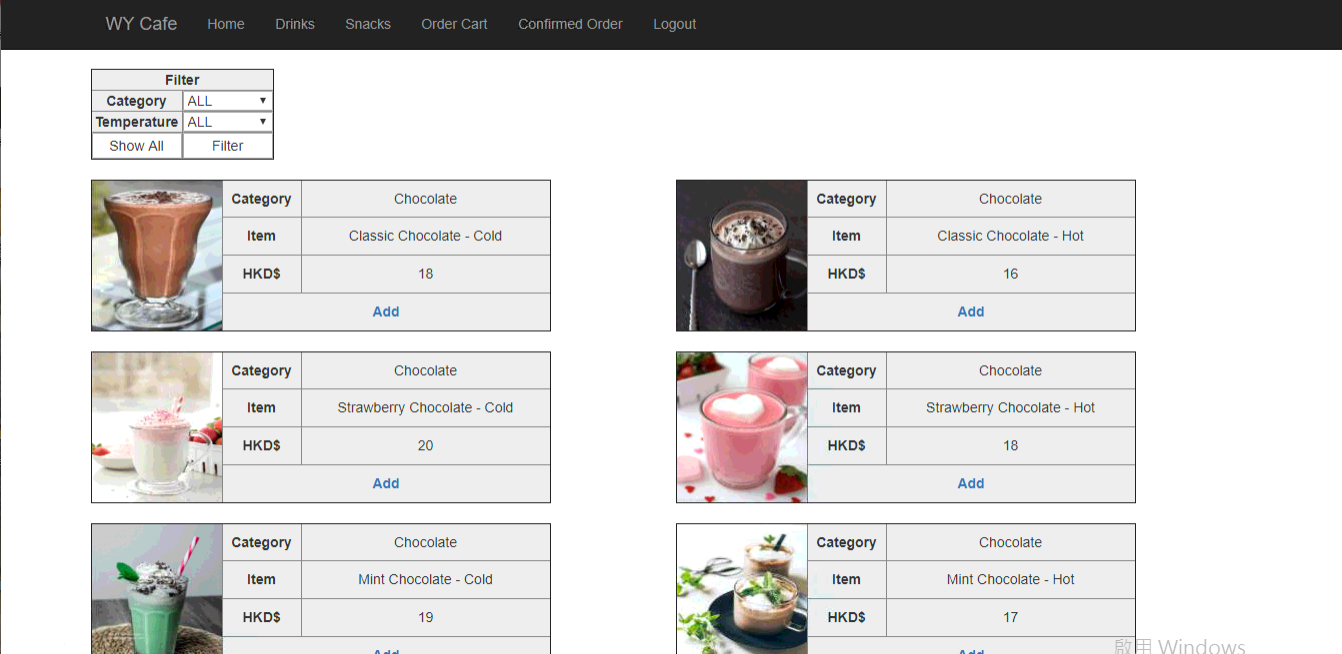 WY Cafe Home Drinks Snacks Order Cart Confirmed Order Logout
Filter
Category ALL
Temperature ALL
Show All Filter
Category Chocolate
Item Classic Chocolate - Cold
HKD$ 18
Add
Category Chocolate
Item Classic Chocolate - Hot
HKD$ 16
Add
Category Chocolate
Item Strawberry Chocolate - Cold
HKD$ 20
Add
Category Chocolate
Item Strawberry Chocolate - Hot
HKD$ 18
Add
Category Chocolate
Item Mint Chocolate - Cold
HKD$ 19
Add
Category Chocolate
Item Mint Chocolate - Hot
HKD$ 17
Add
啟用 Windows